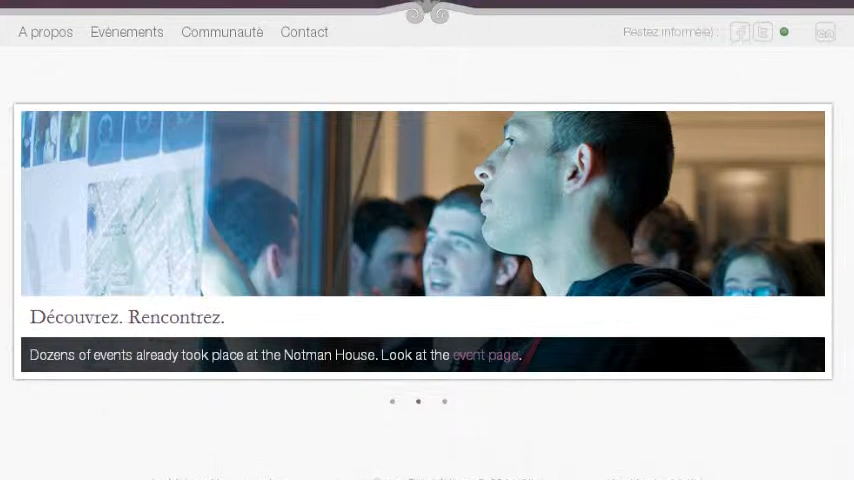 A propos Evénements Communauté Contact Restez informé(e) :
Découvrez. Rencontrez.
Dozens of events already took place at the Notman House. Look at the event page.